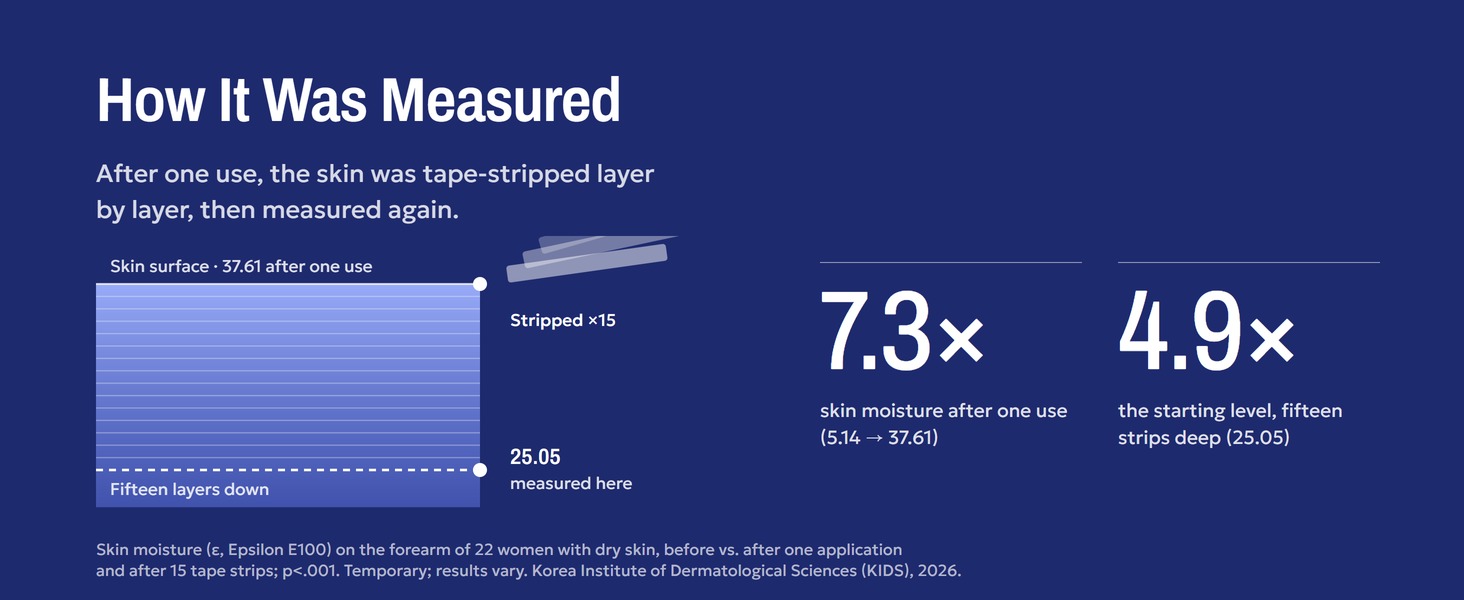 How It Was Measured
After one use, the skin was tape-stripped layer
by layer, then measured again.
Skin surface · 37.61 after one use
Stripped ×15
25.05
measured here
Fifteen layers down
7.3×
skin moisture after one use
(5.14 → 37.61)
4.9×
the starting level, fifteen
strips deep (25.05)
Skin moisture (ε, Epsilon E100) on the forearm of 22 women with dry skin, before vs. after one application
and after 15 tape strips; p<.001. Temporary; results vary. Korea Institute of Dermatological Sciences (KIDS), 2026.